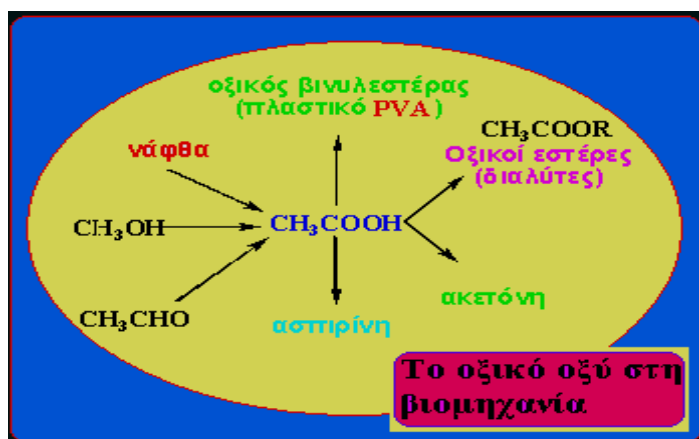 οξικός βινυλεστέρας
(πλαστικό PVA)
CH₃COOR
Οξικοί εστέρες
(διαλύτες)
νάφθα
CH₃OH
CH₃COOH
CH₃CHO
ασπιρίνη
ακετόνη
Το οξικό οξύ στη
βιομηχανία